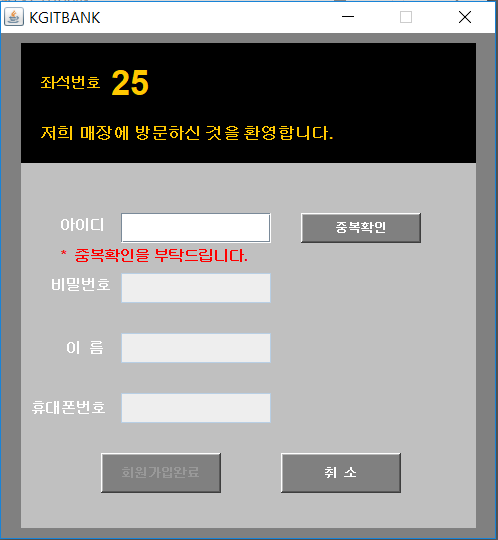 KGITBANK
좌석번호 25
저희 매장에 방문하신 것을 환영합니다.
아이디
중복확인
* 중복확인을 부탁드립니다.
비밀번호
이 름
휴대폰번호
회원가입완료
취 소